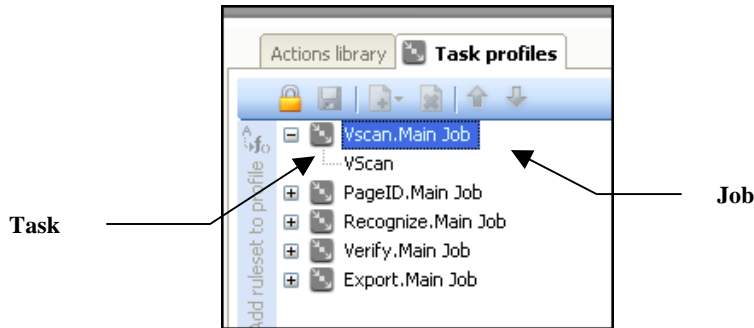 Actions library
Task profiles
Add ruleset to profile
Vscan.Main Job
VScan
PageID.Main Job
Recognize.Main Job
Verify.Main Job
Export.Main Job
Task
Job